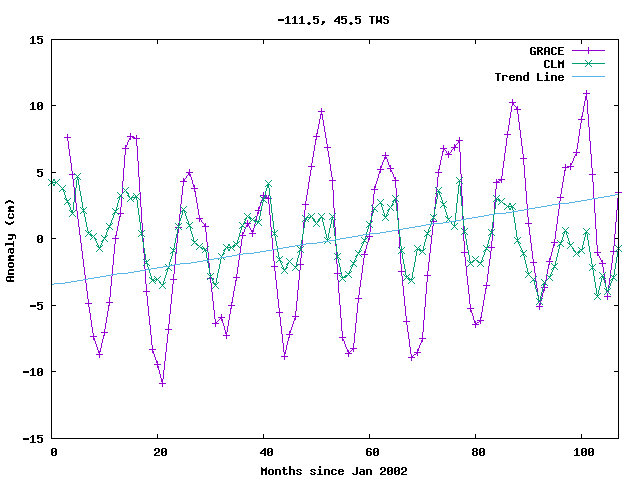 -111.5, 45.5 TWS
GRACE
CLM
Trend Line
15
10
5
0
-5
-10
-15
Anomaly (cm)
0 20 40 60 80 100
Months since Jan 2002